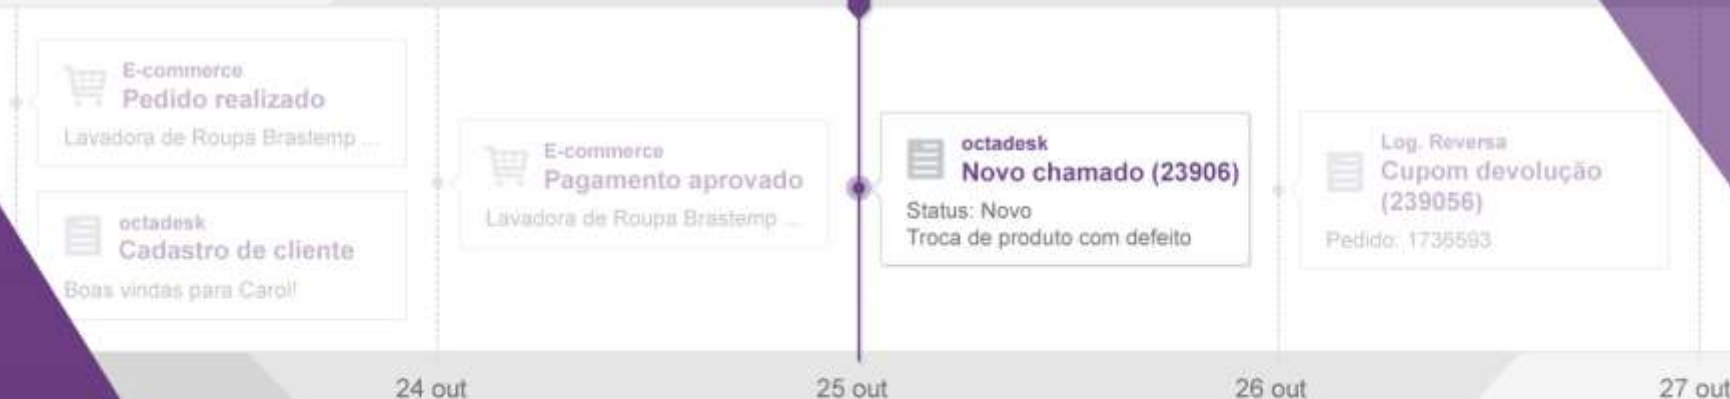 E-commerce
Pedido realizado
Lavadora de Roupa Brastemp ...
octadesk
Cadastro de cliente
Boas vindas para Carol!
E-commerce
Pagamento aprovado
Lavadora de Roupa Brastemp ...
octadesk
Novo chamado (23906)
Status: Novo
Troca de produto com defeito
Log. Reversa
Cupom devolução
(239056)
Pedido: 1736593
24 out
25 out
26 out
27 out